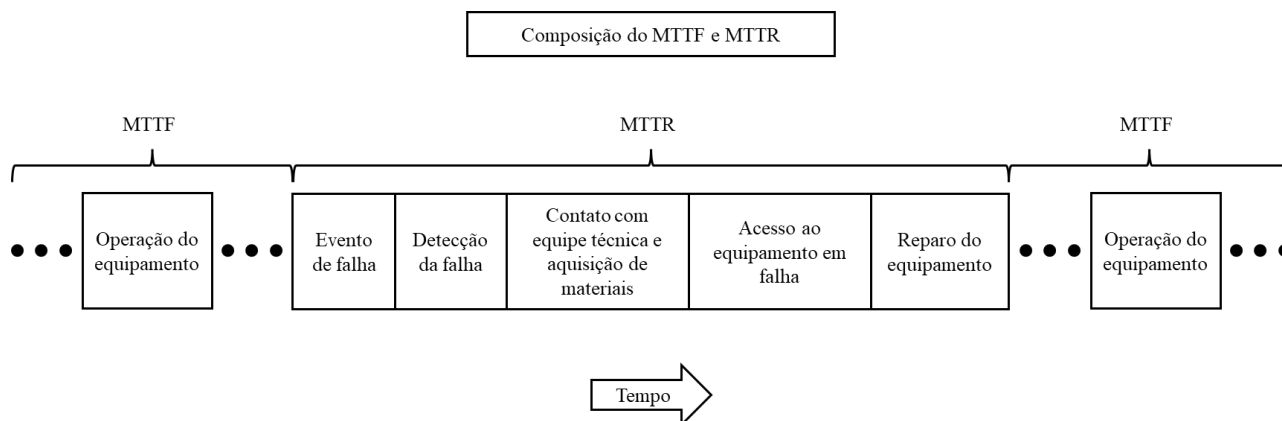 Composição do MTTF e MTTR
MTTF
MTTR
MTTF
Operação do
equipamento
Evento
de falha
Detecção
da falha
Contato com
equipe técnica e
aquisição de
materiais
Acesso ao
equipamento em
falha
Reparo do
equipamento
Operação do
equipamento
Tempo